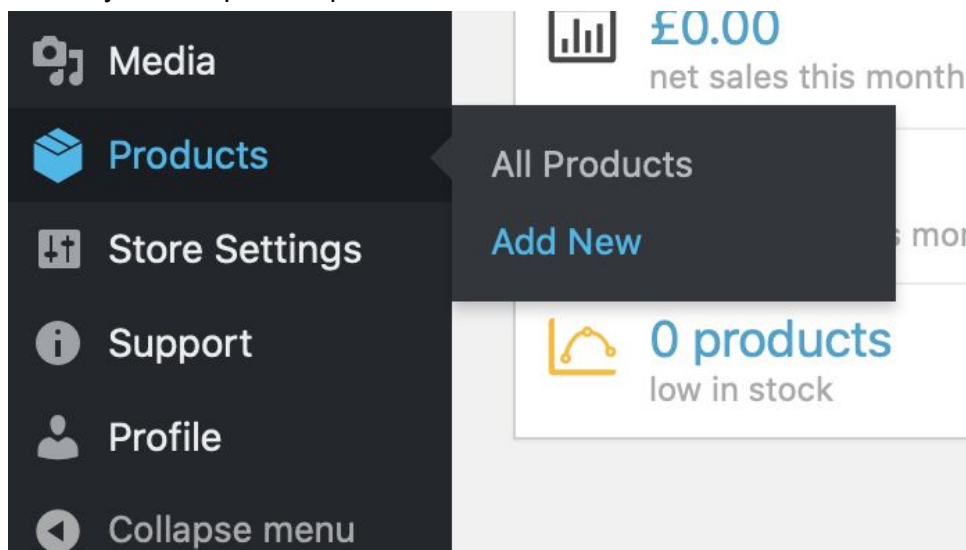 Media
Products
Store Settings
Support
Profile
Collapse menu
All Products
Add New
£0.00
net sales this month
0 products
low in stock